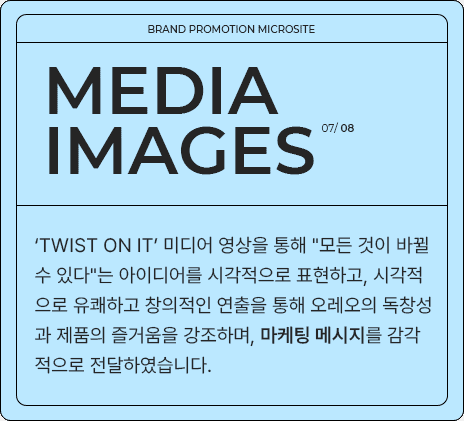 BRAND PROMOTION MICROSITE
MEDIA
IMAGES 07/ 08
‘TWIST ON IT’ 미디어 영상을 통해 "모든 것이 바뀔
수 있다"는 아이디어를 시각적으로 표현하고, 시각적
으로 유쾌하고 창의적인 연출을 통해 오레오의 독창성
과 제품의 즐거움을 강조하며, 마케팅 메시지를 감각
적으로 전달하였습니다.